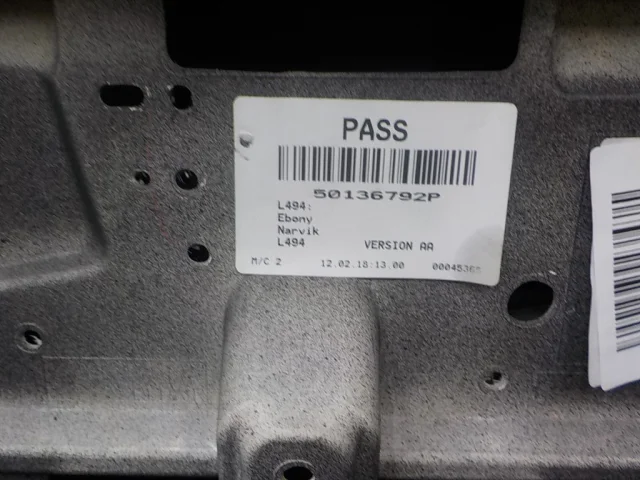 PASS
50136792P
L494:
Ebony
Narvik
L494 VERSION AA
M/C 2 12.02.18:13.00